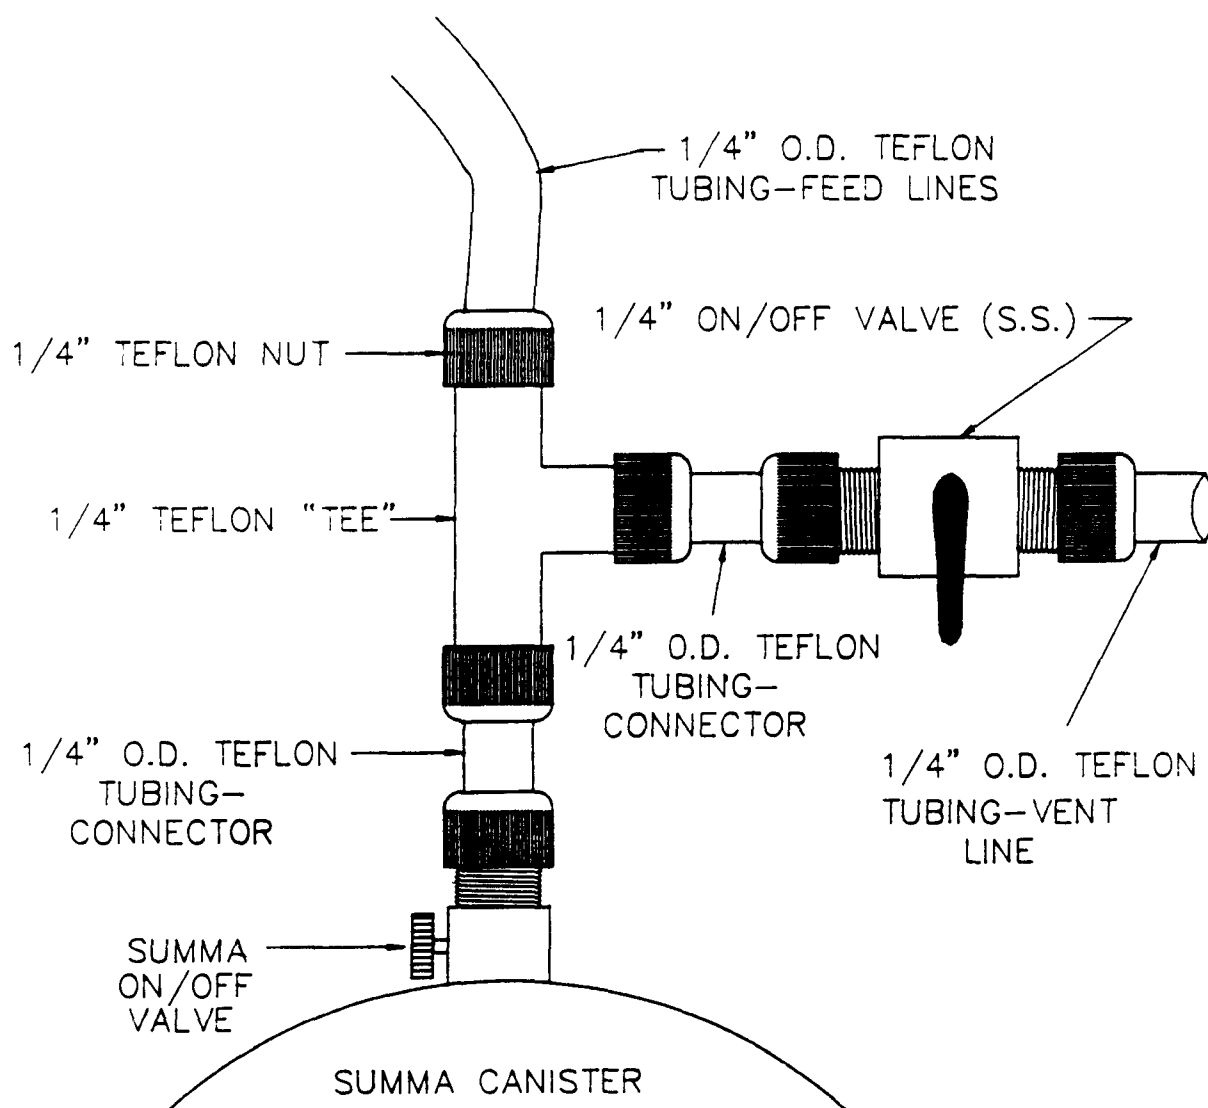 1/4" O.D. TEFLON
TUBING-FEED LINES
1/4" ON/OFF VALVE (S.S.)
1/4" TEFLON NUT
1/4" TEFLON "TEE"
1/4" O.D. TEFLON
TUBING-
CONNECTOR
1/4" O.D. TEFLON
TUBING-
CONNECTOR
1/4" O.D. TEFLON
TUBING-VENT
LINE
SUMMA
ON/OFF
VALVE
SUMMA CANISTER